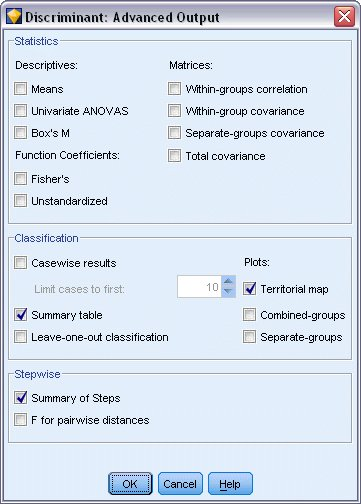 Discriminant: Advanced Output
Statistics
Descriptives:
Means
Univariate ANOVAS
Box's M
Function Coefficients:
Fisher's
Unstandardized
Matrices:
Within-groups correlation
Within-group covariance
Separate-groups covariance
Total covariance
Classification
Casewise results
Limit cases to first: 10
Summary table
Leave-one-out classification
Plots:
Territorial map
Combined-groups
Separate-groups
Stepwise
Summary of Steps
F for pairwise distances
OK Cancel Help